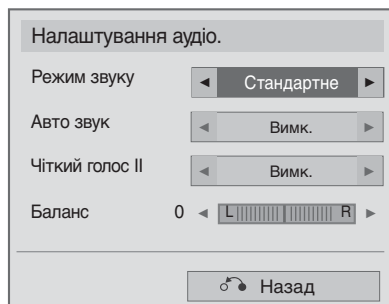 Налаштування аудіо.
Режим звуку ◄ Стандартне ►
Авто звук ◄ Вимк. ►
Чіткий голос II ◄ Вимк. ►
Баланс 0 ◄ L R ►
Назад